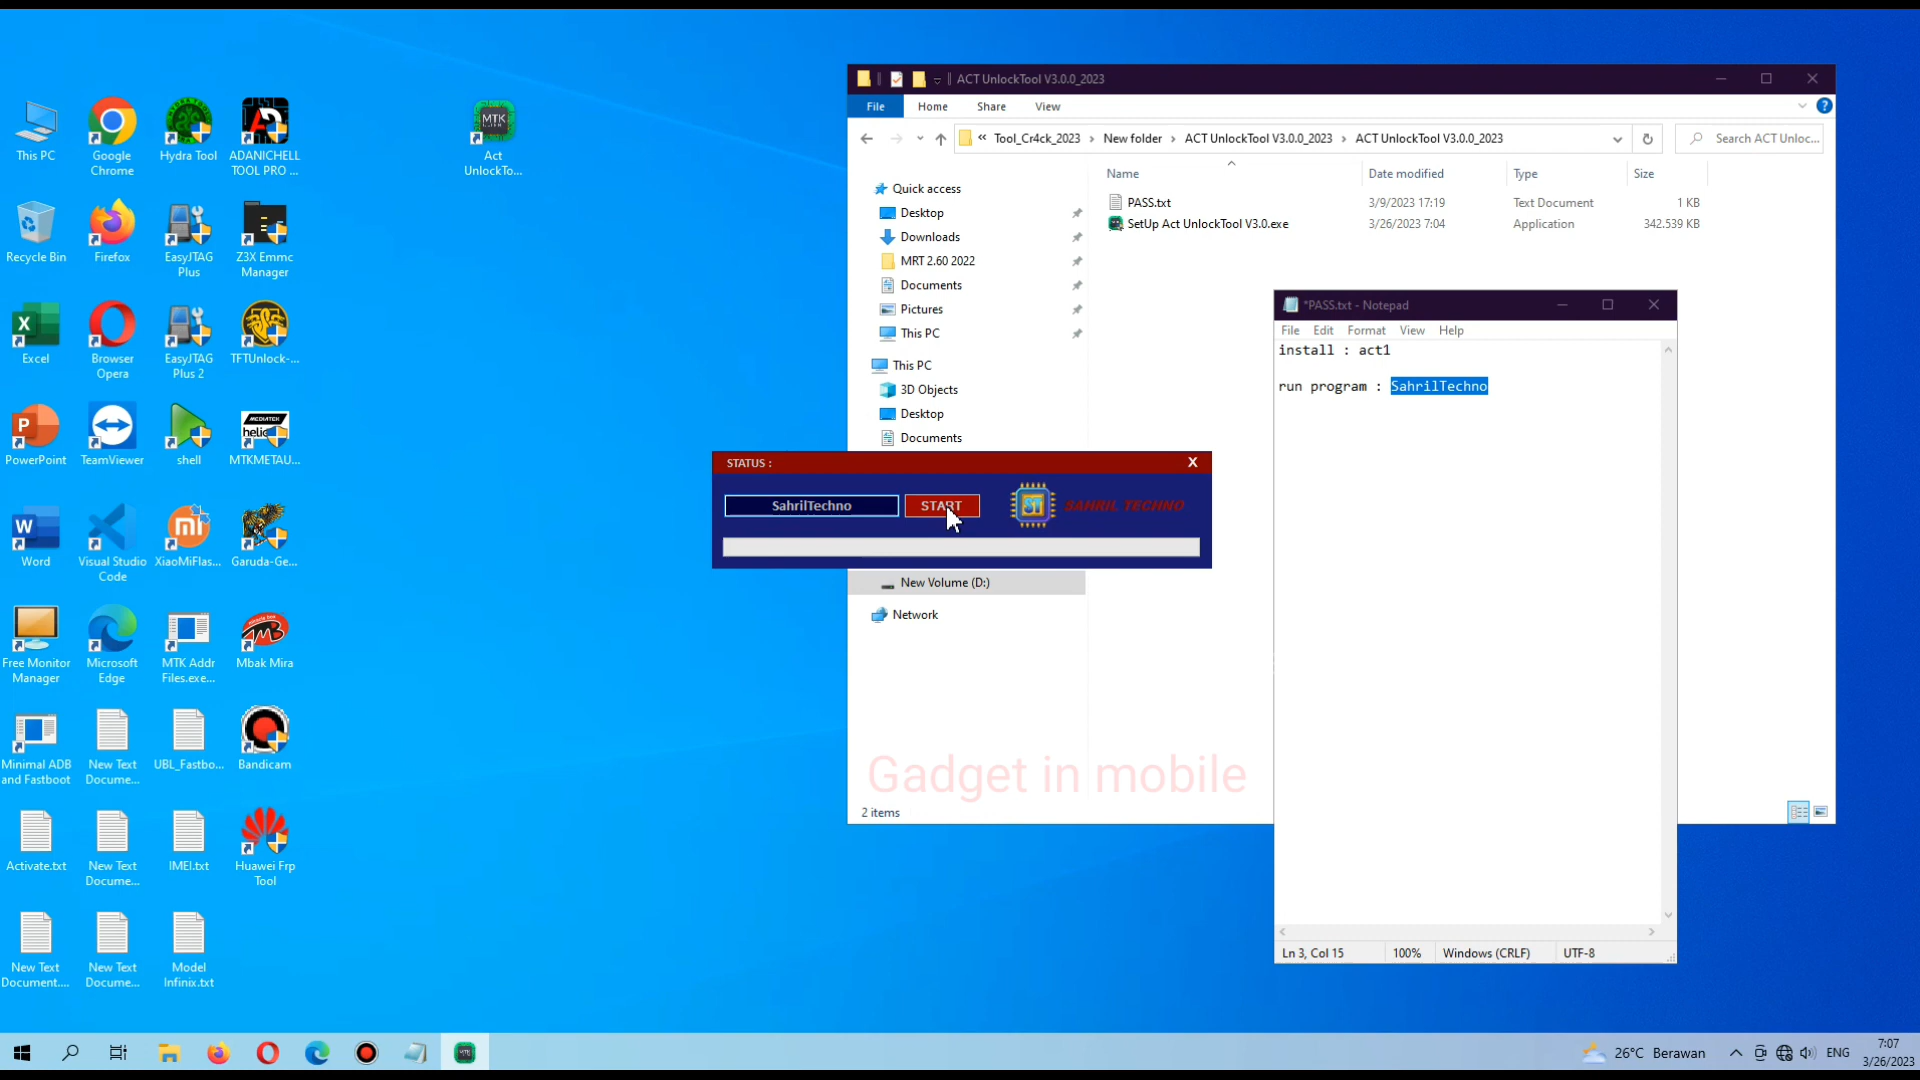 This PC
Google
Chrome
Hydra Tool
ADANICHELL
TOOL PRO ...
MTK
Act
UnlockTo...
Recycle Bin
Firefox
EasyJTAG
Plus
Z3X Emmc
Manager
Excel
Browser
Opera
EasyJTAG
Plus 2
TFTUnlock-...
PowerPoint
TeamViewer
shell
MEDIATEK
helio
MTKMETAU...
Word
Visual Studio
Code
XiaoMiFlas...
Garuda-Ge...
Free Monitor
Manager
Microsoft
Edge
MTK Addr
Files.exe...
Mbak Mira
Minimal ADB
and Fastboot
New Text
Docume...
UBL_Fastbo...
Bandicam
Activate.txt
New Text
Docume...
IMEI.txt
Huawei Frp
Tool
New Text
Document....
New Text
Docume...
Model
Infinix.txt
ACT UnlockTool V3.0.0_2023
File Home Share View
« Tool_Cr4ck_2023 › New folder › ACT UnlockTool V3.0.0_2023 › ACT UnlockTool V3.0.0_2023
Search ACT Unloc...
Name Date modified Type Size
PASS.txt 3/9/2023 17:19 Text Document 1 KB
SetUp Act UnlockTool V3.0.exe 3/26/2023 7:04 Application 342.539 KB
Quick access
Desktop
Downloads
MRT 2.60 2022
Documents
Pictures
This PC
This PC
3D Objects
Desktop
Documents
New Volume (D:)
Network
2 items
STATUS : X
SahrilTechno START ST SAHRIL TECHNO
*PASS.txt - Notepad
File Edit Format View Help
install : act1
run program : SahrilTechno
Ln 3, Col 15 100% Windows (CRLF) UTF-8
Gadget in mobile
26°C Berawan ENG
7:07
3/26/2023